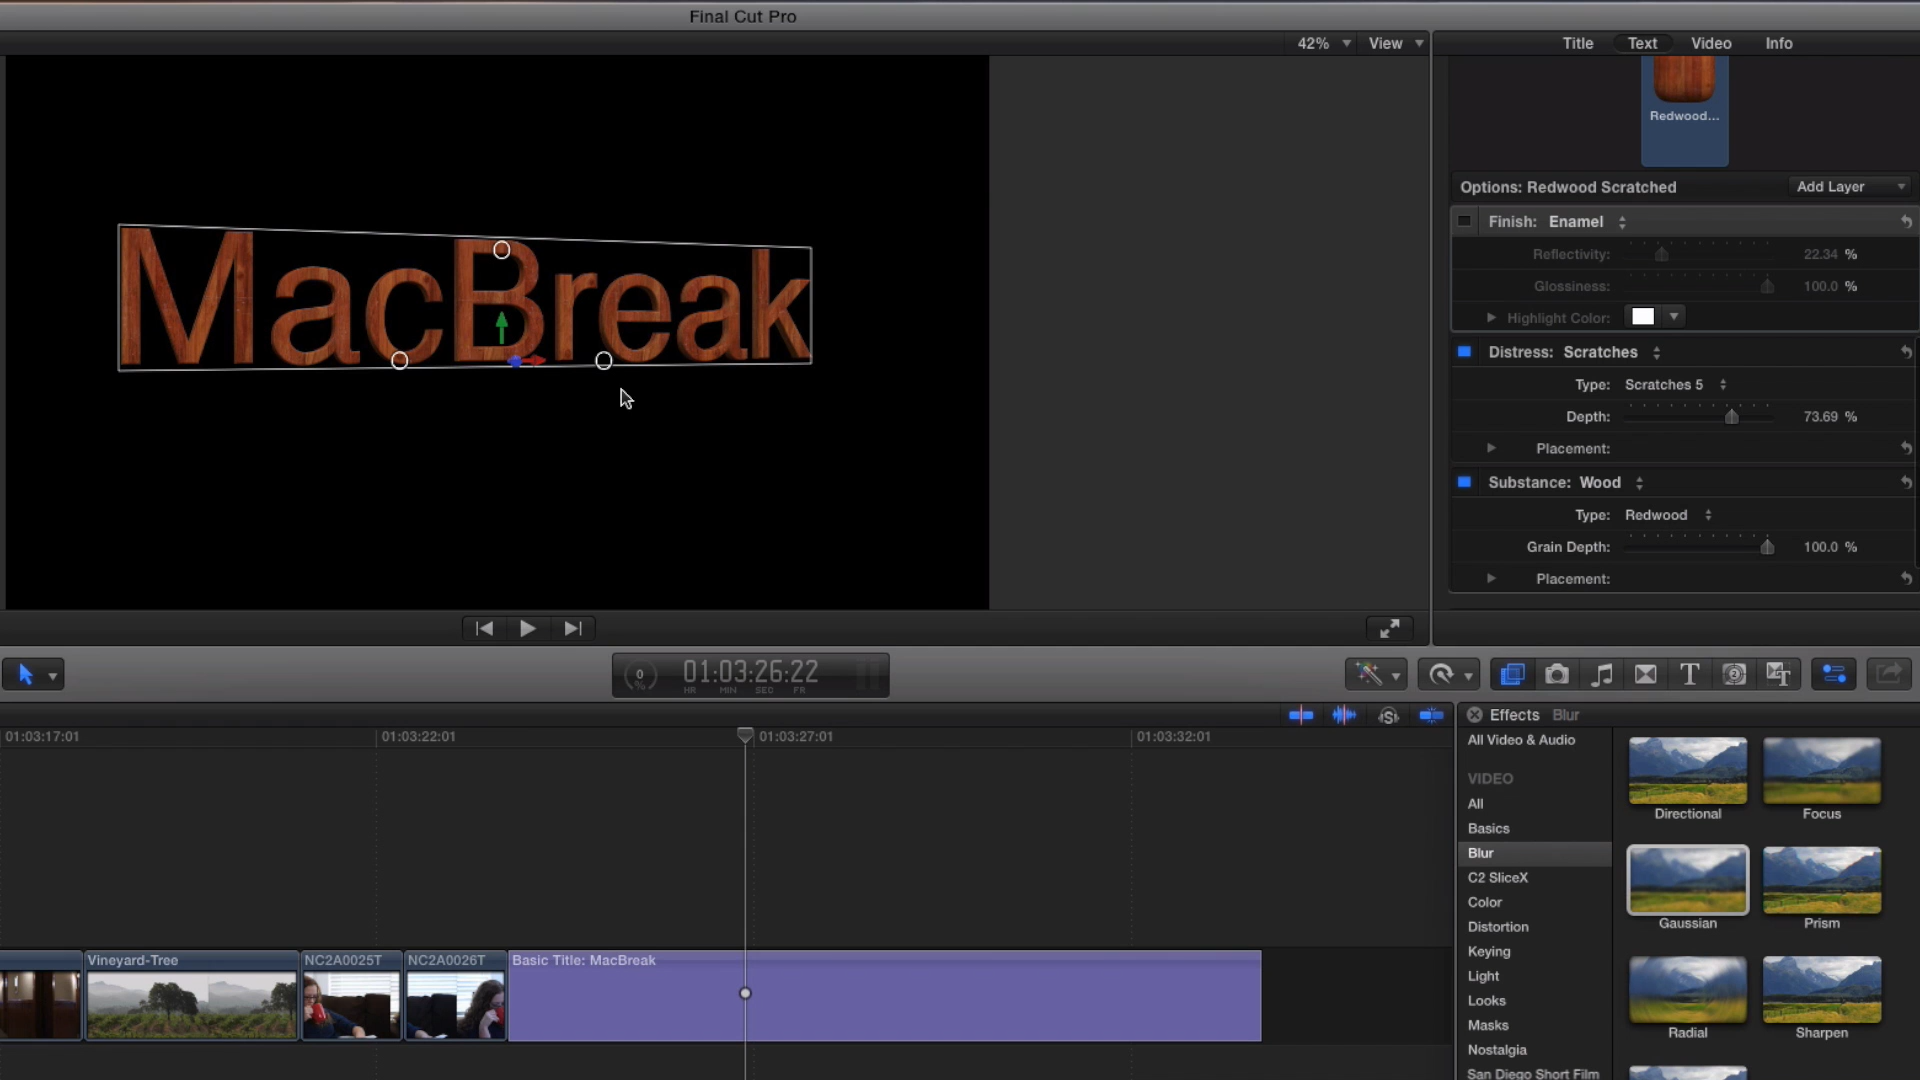 Final Cut Pro
42% View
Title Text Video Info
MacBreak
Redwood...
Options: Redwood Scratched Add Layer
Finish: Enamel
Reflectivity: 22.34 %
Glossiness: 100.0 %
Highlight Color:
Distress: Scratches
Type: Scratches 5
Depth: 73.69 %
Placement:
Substance: Wood
Type: Redwood
Grain Depth: 100.0 %
Placement:
0 % 01:03:26:22
HR MIN SEC FR
Effects Blur
01:03:17:01 01:03:22:01 01:03:27:01 01:03:32:01
All Video & Audio
VIDEO
All
Basics
Blur
C2 SliceX
Color
Distortion
Keying
Light
Looks
Masks
Nostalgia
San Diego Short Film
Directional Focus
Gaussian Prism
Radial Sharpen
Vineyard-Tree NC2A0025T NC2A0026T Basic Title: MacBreak